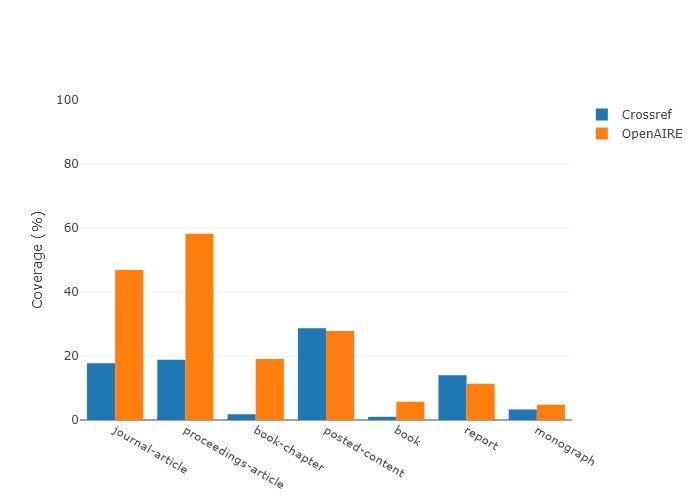 100
80
60
40
20
0
Coverage (%)
journal-article
proceedings-article
book-chapter
posted-content
book
report
monograph
Crossref
OpenAIRE